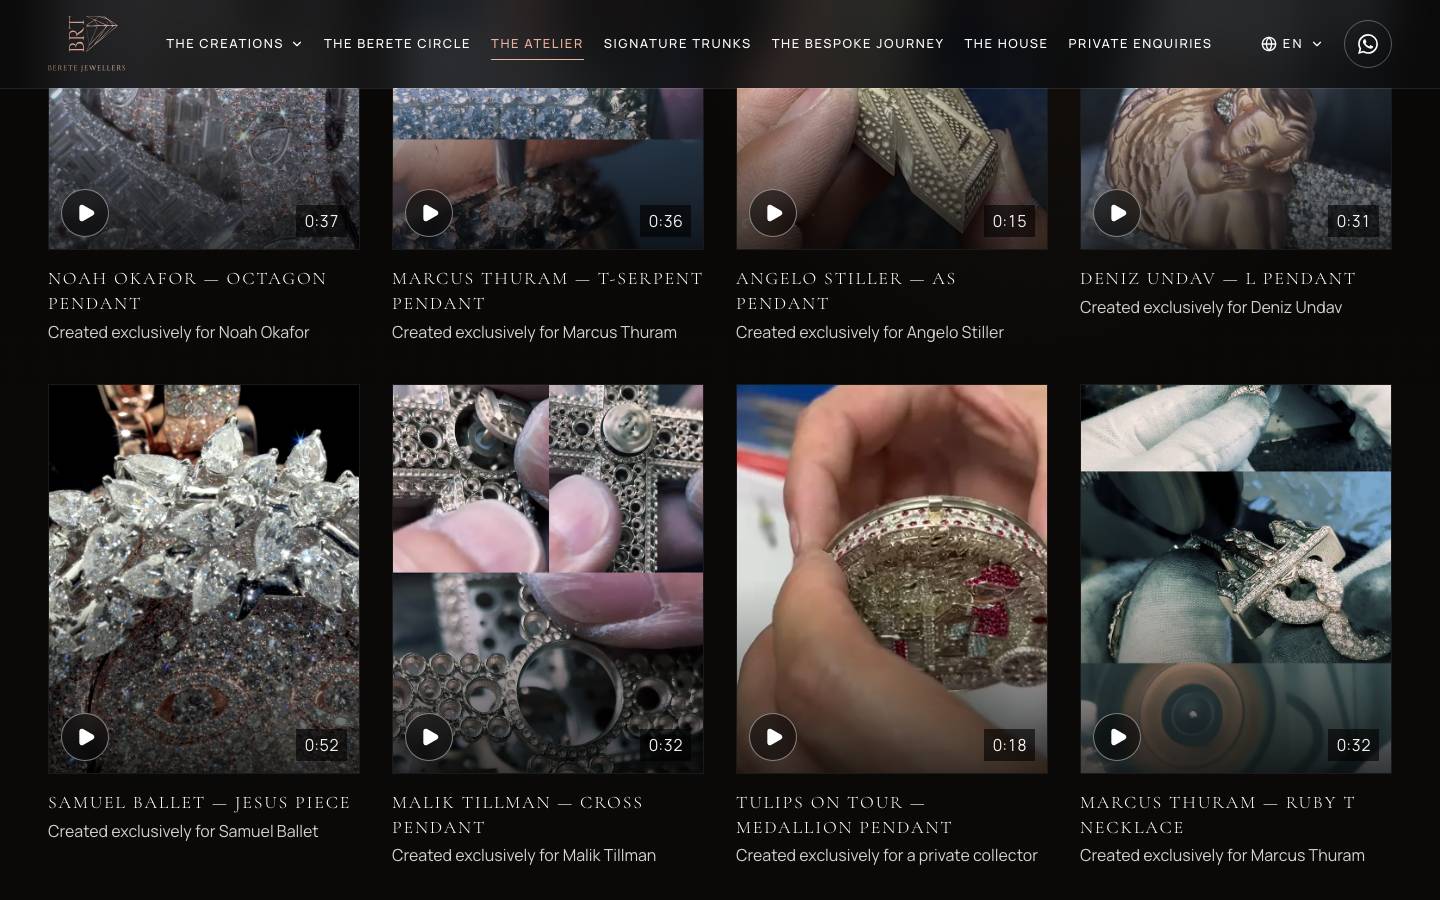 BRT
BERETE JEWELLERS
THE CREATIONS
THE BERETE CIRCLE
THE ATELIER
SIGNATURE TRUNKS
THE BESPOKE JOURNEY
THE HOUSE
PRIVATE ENQUIRIES
EN
0:37
0:36
0:15
0:31
NOAH OKAFOR — OCTAGON
PENDANT
Created exclusively for Noah Okafor
MARCUS THURAM — T-SERPENT
PENDANT
Created exclusively for Marcus Thuram
ANGELO STILLER — AS
PENDANT
Created exclusively for Angelo Stiller
DENIZ UNDAV — L PENDANT
Created exclusively for Deniz Undav
0:52
0:32
0:18
0:32
SAMUEL BALLET — JESUS PIECE
Created exclusively for Samuel Ballet
MALIK TILLMAN — CROSS
PENDANT
Created exclusively for Malik Tillman
TULIPS ON TOUR —
MEDALLION PENDANT
Created exclusively for a private collector
MARCUS THURAM — RUBY T
NECKLACE
Created exclusively for Marcus Thuram